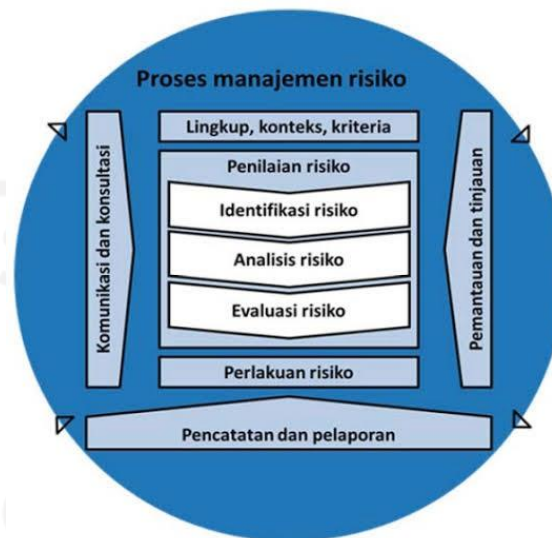 Proses manajemen risiko
Lingkup, konteks, kriteria
Komunikasi dan konsultasi
Penilaian risiko
Identifikasi risiko
Analisis risiko
Evaluasi risiko
Pemantauan dan tinjauan
Perlakuan risiko
Pencatatan dan pelaporan